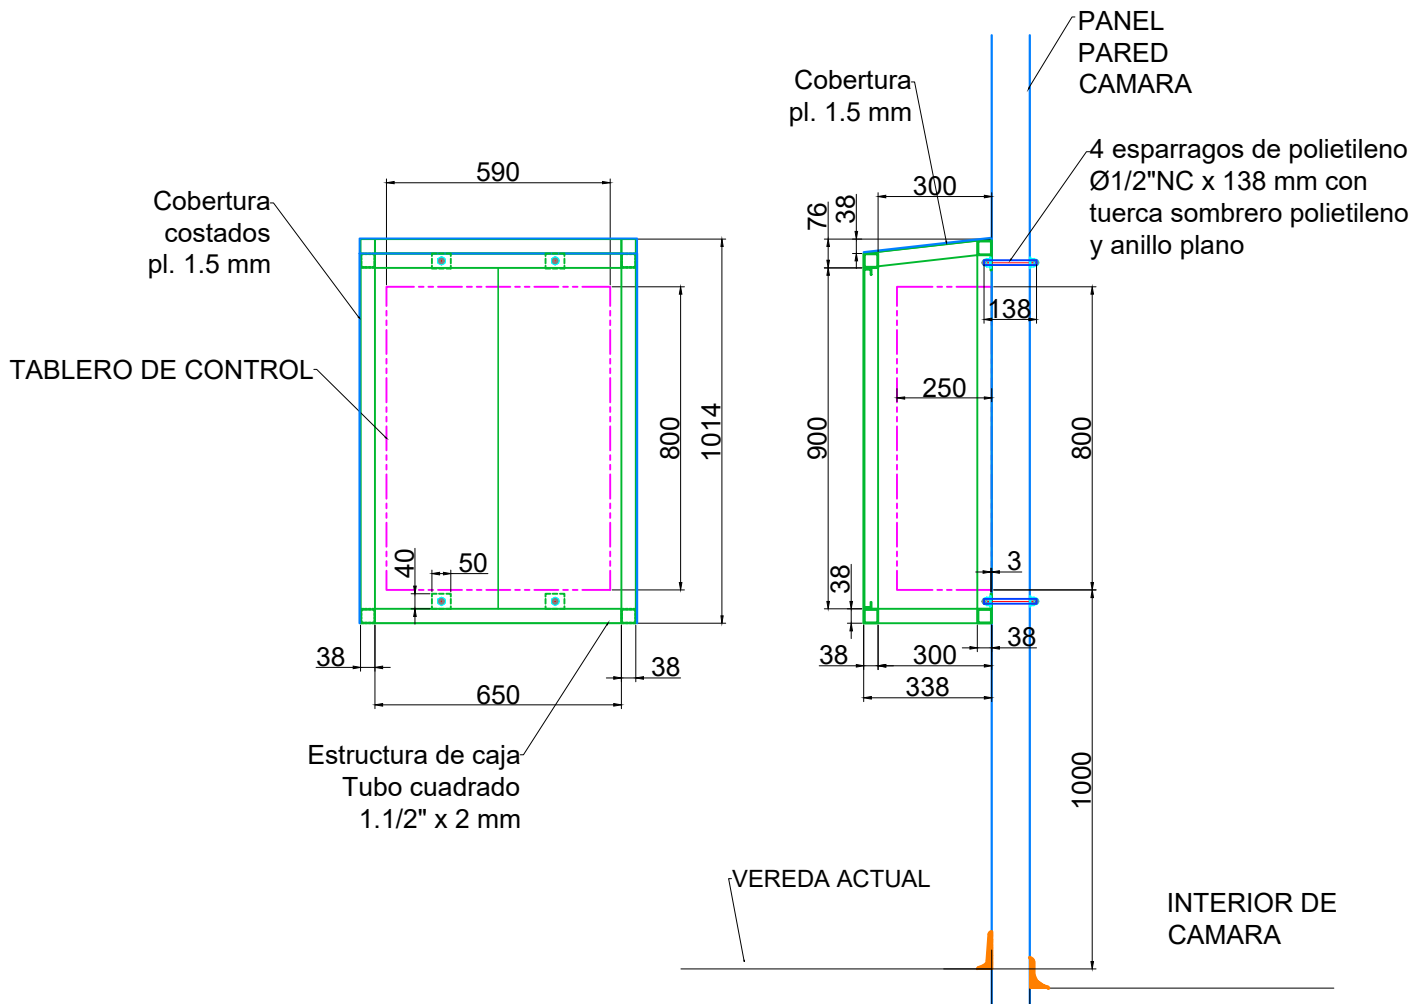 PANEL
PARED
CAMARA
Cobertura
pl. 1.5 mm
4 esparragos de polietileno
Ø1/2"NC x 138 mm con
tuerca sombrero polietileno
y anillo plano
590
Cobertura
costados
pl. 1.5 mm
300
76
38
138
TABLERO DE CONTROL
250
800
1014
900
800
40
50
38
3
38
38
650
38
38
300
338
Estructura de caja
Tubo cuadrado
1.1/2" x 2 mm
1000
VEREDA ACTUAL
INTERIOR DE
CAMARA